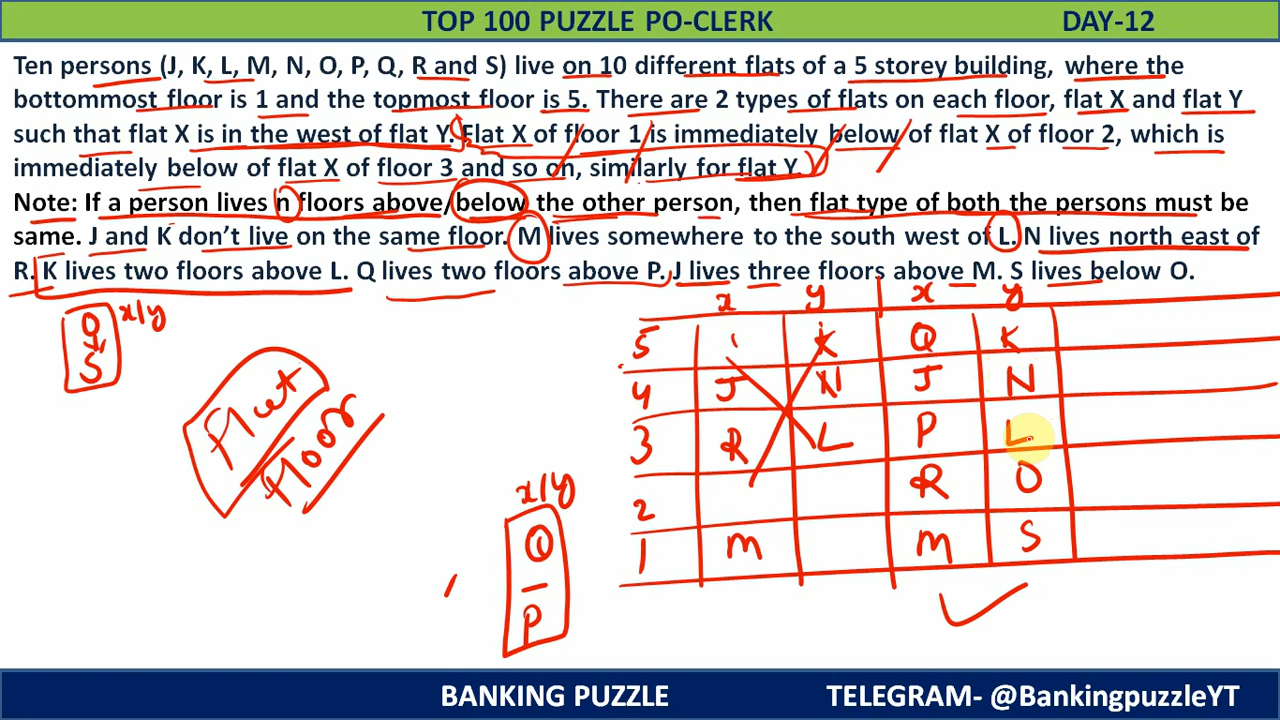 TOP 100 PUZZLE PO-CLERK DAY-12
Ten persons (J, K, L, M, N, O, P, Q, R and S) live on 10 different flats of a 5 storey building, where the
bottommost floor is 1 and the topmost floor is 5. There are 2 types of flats on each floor, flat X and flat Y
such that flat X is in the west of flat Y. Flat X of floor 1 is immediately below of flat X of floor 2, which is
immediately below of flat X of floor 3 and so on, similarly for flat Y.
Note: If a person lives n floors above/below the other person, then flat type of both the persons must be
same. J and K don't live on the same floor. M lives somewhere to the south west of L. N lives north east of
R. K lives two floors above L. Q lives two floors above P. J lives three floors above M. S lives below O.
x y x y
O x/y
S
5 K Q K
4 J N J N
3 R L P L
2 R O
1 M M S
Flat
floor
x/y
Q
P
BANKING PUZZLE TELEGRAM- @BankingpuzzleYT